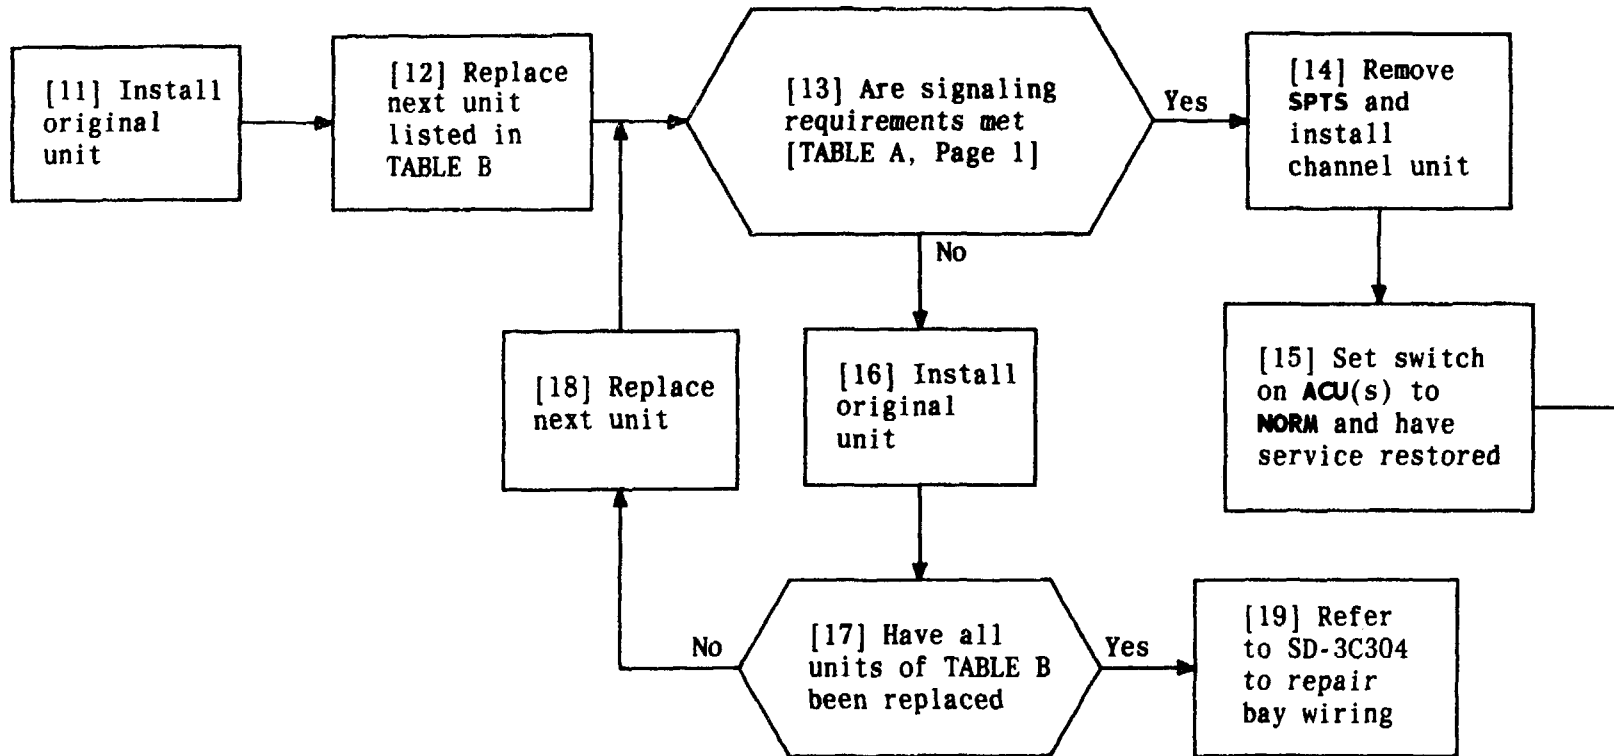 [11] Install
original
unit
[12] Replace
next unit
listed in
TABLE B
[13] Are signaling
requirements met
[TABLE A, Page 1]
Yes
[14] Remove
SPTS and
install
channel unit
No
[15] Set switch
on ACU(s) to
NORM and have
service restored
[16] Install
original
unit
[18] Replace
next unit
[17] Have all
units of TABLE B
been replaced
No
Yes
[19] Refer
to SD-3C304
to repair
bay wiring